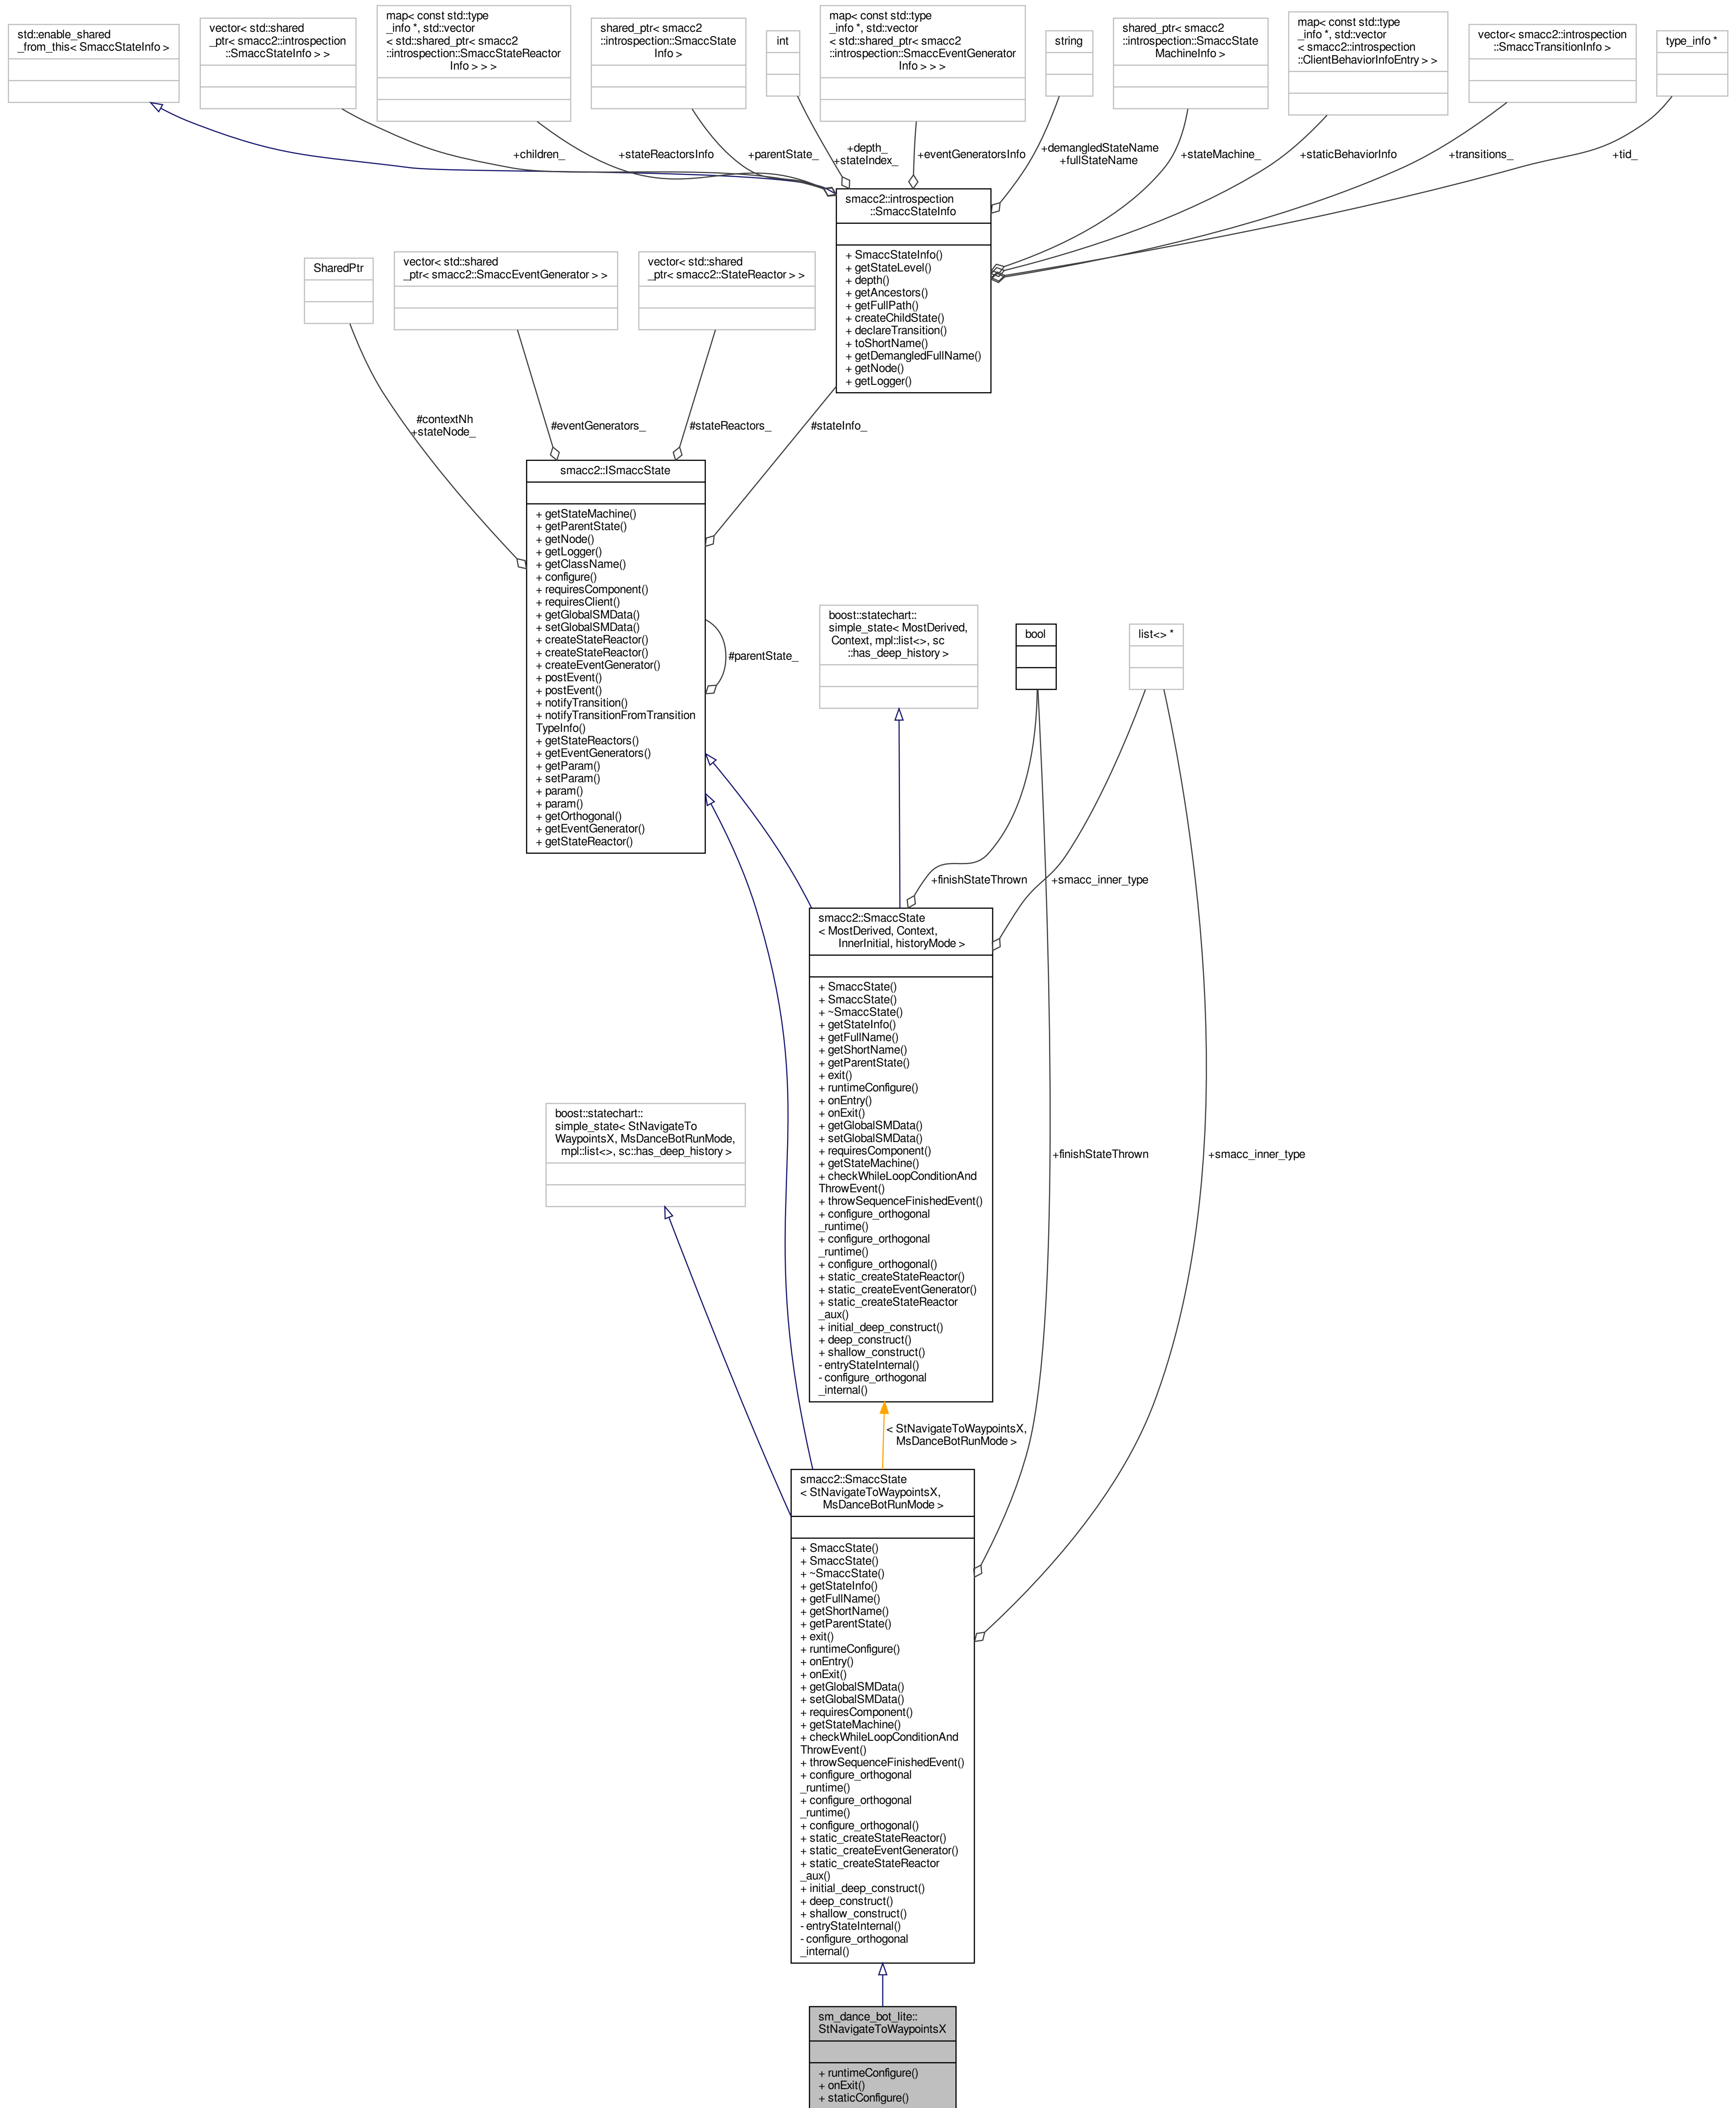 std::enable_shared
_from_this< SmaccStateInfo >
vector< std::shared
_ptr< smacc2::introspection
::SmaccStateInfo > >
map< const std::type
_info *, std::vector
< std::shared_ptr< smacc2
::introspection::SmaccStateReactor
Info > > >
shared_ptr< smacc2
::introspection::SmaccState
Info >
int
map< const std::type
_info *, std::vector
< std::shared_ptr< smacc2
::introspection::SmaccEventGenerator
Info > > >
string
shared_ptr< smacc2
::introspection::SmaccState
MachineInfo >
map< const std::type
_info *, std::vector
< smacc2::introspection
::ClientBehaviorInfoEntry > >
vector< smacc2::introspection
::SmaccTransitionInfo >
type_info *
+children_
+stateReactorsInfo
+parentState_
+depth_
+stateIndex_
+eventGeneratorsInfo
+demangledStateName
+fullStateName
+stateMachine_
+staticBehaviorInfo
+transitions_
+tid_
smacc2::introspection
::SmaccStateInfo
+ SmaccStateInfo()
+ getStateLevel()
+ depth()
+ getAncestors()
+ getFullPath()
+ createChildState()
+ declareTransition()
+ toShortName()
+ getDemangledFullName()
+ getNode()
+ getLogger()
SharedPtr
vector< std::shared
_ptr< smacc2::SmaccEventGenerator > >
vector< std::shared
_ptr< smacc2::StateReactor > >
#contextNh
+stateNode_
#eventGenerators_
#stateReactors_
#stateInfo_
smacc2::ISmaccState
+ getStateMachine()
+ getParentState()
+ getNode()
+ getLogger()
+ getClassName()
+ configure()
+ requiresComponent()
+ requiresClient()
+ getGlobalSMData()
+ setGlobalSMData()
+ createStateReactor()
+ createStateReactor()
+ createEventGenerator()
+ postEvent()
+ postEvent()
+ notifyTransition()
+ notifyTransitionFromTransition
TypeInfo()
+ getStateReactors()
+ getEventGenerators()
+ getParam()
+ setParam()
+ param()
+ param()
+ getOrthogonal()
+ getEventGenerator()
+ getStateReactor()
#parentState_
boost::statechart::
simple_state< MostDerived,
Context, mpl::list<>, sc
::has_deep_history >
bool
list<> *
+finishStateThrown
+smacc_inner_type
smacc2::SmaccState
< MostDerived, Context,
InnerInitial, historyMode >
+ SmaccState()
+ SmaccState()
+ ~SmaccState()
+ getStateInfo()
+ getFullName()
+ getShortName()
+ getParentState()
+ exit()
+ runtimeConfigure()
+ onEntry()
+ onExit()
+ getGlobalSMData()
+ setGlobalSMData()
+ requiresComponent()
+ getStateMachine()
+ checkWhileLoopConditionAnd
ThrowEvent()
+ throwSequenceFinishedEvent()
+ configure_orthogonal
_runtime()
+ configure_orthogonal
_runtime()
+ configure_orthogonal()
+ static_createStateReactor()
+ static_createEventGenerator()
+ static_createStateReactor
_aux()
+ initial_deep_construct()
+ deep_construct()
+ shallow_construct()
- entryStateInternal()
- configure_orthogonal
_internal()
boost::statechart::
simple_state< StNavigateTo
WaypointsX, MsDanceBotRunMode,
mpl::list<>, sc::has_deep_history >
+finishStateThrown
+smacc_inner_type
< StNavigateToWaypointsX,
MsDanceBotRunMode >
smacc2::SmaccState
< StNavigateToWaypointsX,
MsDanceBotRunMode >
+ SmaccState()
+ SmaccState()
+ ~SmaccState()
+ getStateInfo()
+ getFullName()
+ getShortName()
+ getParentState()
+ exit()
+ runtimeConfigure()
+ onEntry()
+ onExit()
+ getGlobalSMData()
+ setGlobalSMData()
+ requiresComponent()
+ getStateMachine()
+ checkWhileLoopConditionAnd
ThrowEvent()
+ throwSequenceFinishedEvent()
+ configure_orthogonal
_runtime()
+ configure_orthogonal
_runtime()
+ configure_orthogonal()
+ static_createStateReactor()
+ static_createEventGenerator()
+ static_createStateReactor
_aux()
+ initial_deep_construct()
+ deep_construct()
+ shallow_construct()
- entryStateInternal()
- configure_orthogonal
_internal()
sm_dance_bot_lite::
StNavigateToWaypointsX
+ runtimeConfigure()
+ onExit()
+ staticConfigure()